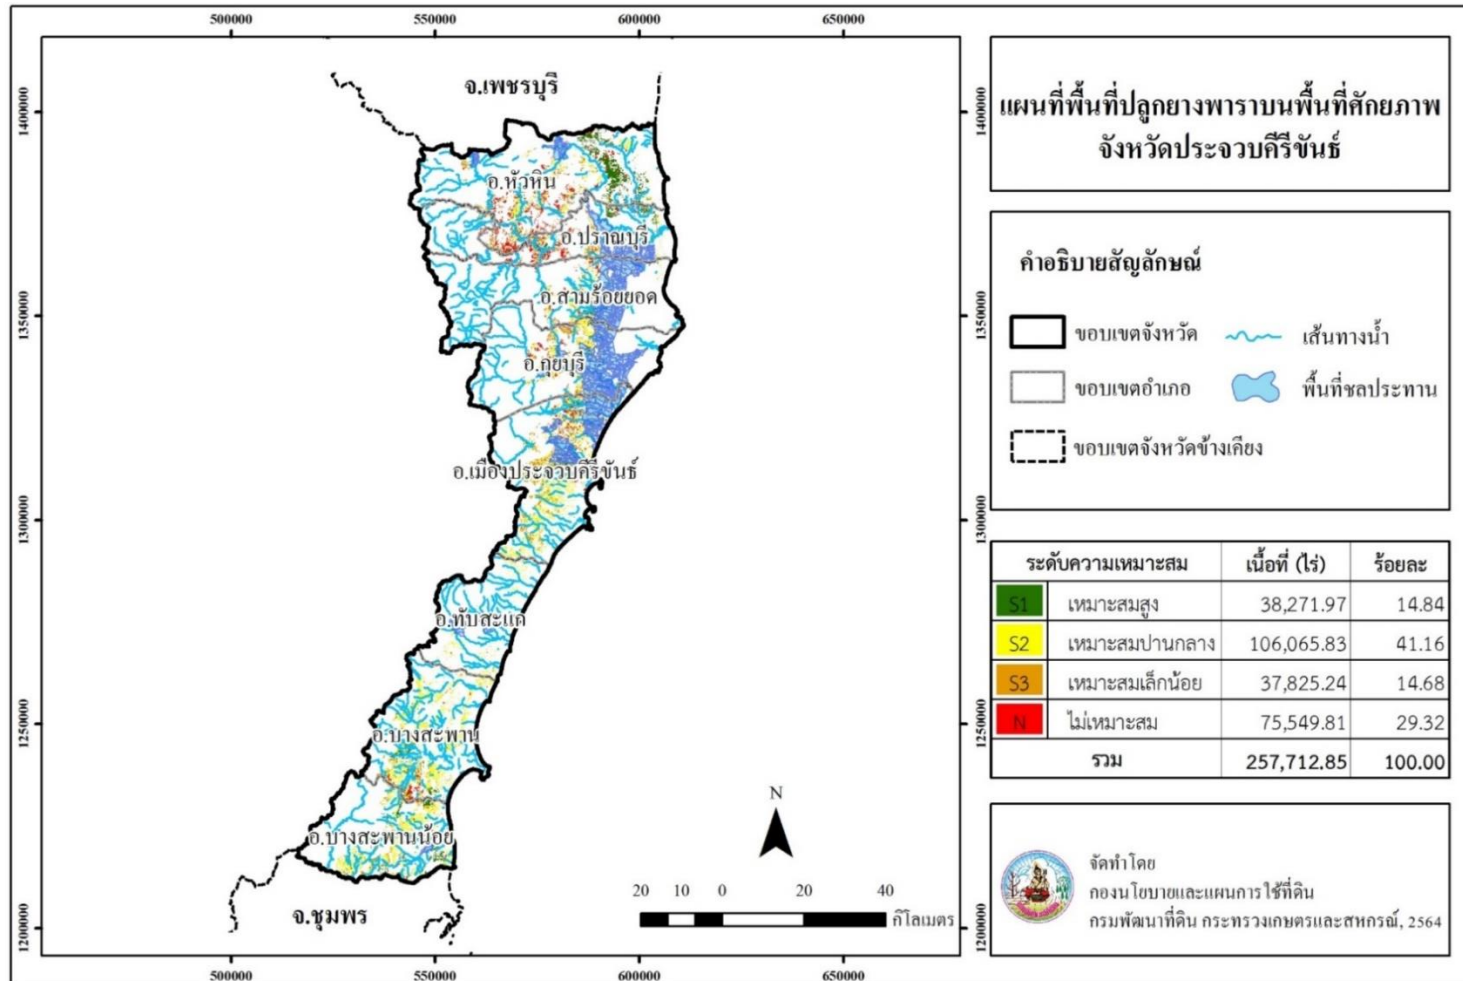 500000 550000 600000 650000
1400000
1350000
1300000
1250000
1200000
จ.เพชรบุรี
อ.หัวหิน
อ.ปราณบุรี
อ.สามร้อยยอด
อ.กุยบุรี
อ.เมืองประจวบคีรีขันธ์
อ.ทับสะแก
อ.บางสะพาน
อ.บางสะพานน้อย
จ.ชุมพร
N
20 10 0 20 40
กิโลเมตร
500000 550000 600000 650000
1400000
1350000
1300000
1250000
1200000
แผนที่พื้นที่ปลูกยางพาราบนพื้นที่ศักยภาพ
จังหวัดประจวบคีรีขันธ์
คำอธิบายสัญลักษณ์
ขอบเขตจังหวัด เส้นทางน้ำ
ขอบเขตอำเภอ พื้นที่ชลประทาน
ขอบเขตจังหวัดข้างเคียง
ระดับความเหมาะสม เนื้อที่ (ไร่) ร้อยละ
S1 เหมาะสมสูง 38,271.97 14.84
S2 เหมาะสมปานกลาง 106,065.83 41.16
S3 เหมาะสมเล็กน้อย 37,825.24 14.68
N ไม่เหมาะสม 75,549.81 29.32
รวม 257,712.85 100.00
จัดทำโดย
กองนโยบายและแผนการใช้ที่ดิน
กรมพัฒนาที่ดิน กระทรวงเกษตรและสหกรณ์, 2564